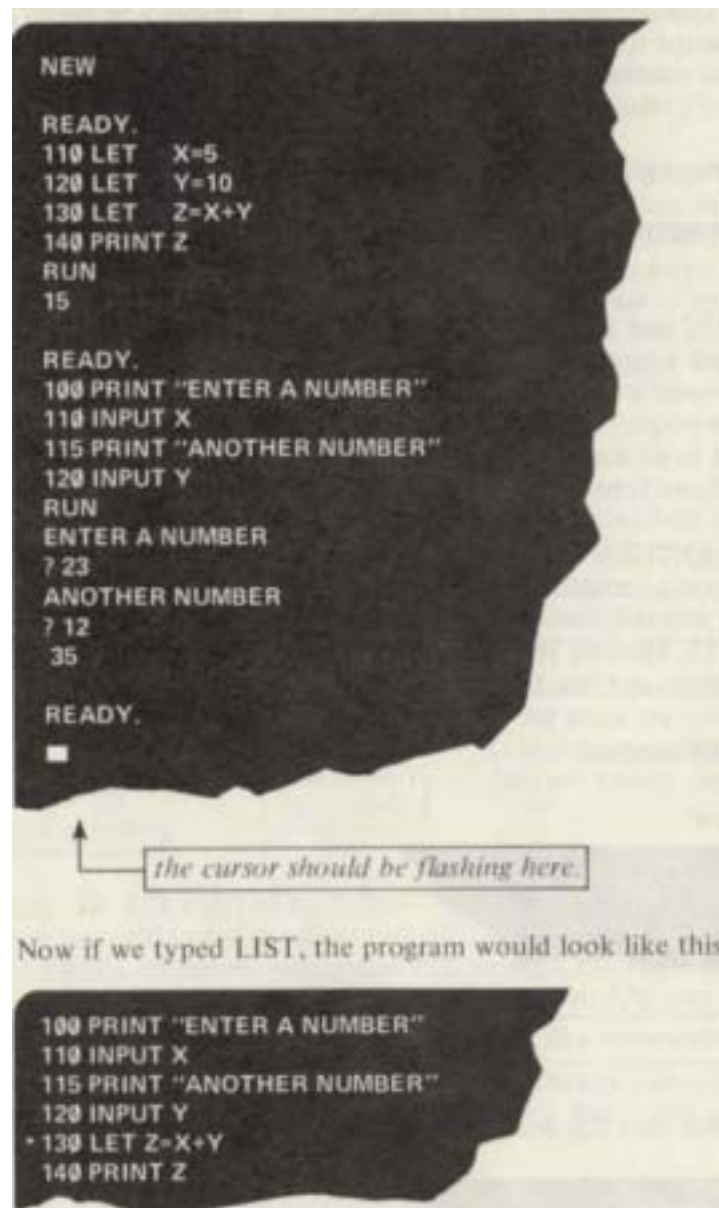 NEW
READY.
110 LET X=5
120 LET Y=10
130 LET Z=X+Y
140 PRINT Z
RUN
15
READY.
100 PRINT "ENTER A NUMBER"
110 INPUT X
115 PRINT "ANOTHER NUMBER"
120 INPUT Y
RUN
ENTER A NUMBER
? 23
ANOTHER NUMBER
? 12
35
READY.
the cursor should be flashing here.
Now if we typed LIST, the program would look like this
100 PRINT "ENTER A NUMBER"
110 INPUT X
115 PRINT "ANOTHER NUMBER"
120 INPUT Y
130 LET Z=X+Y
140 PRINT Z